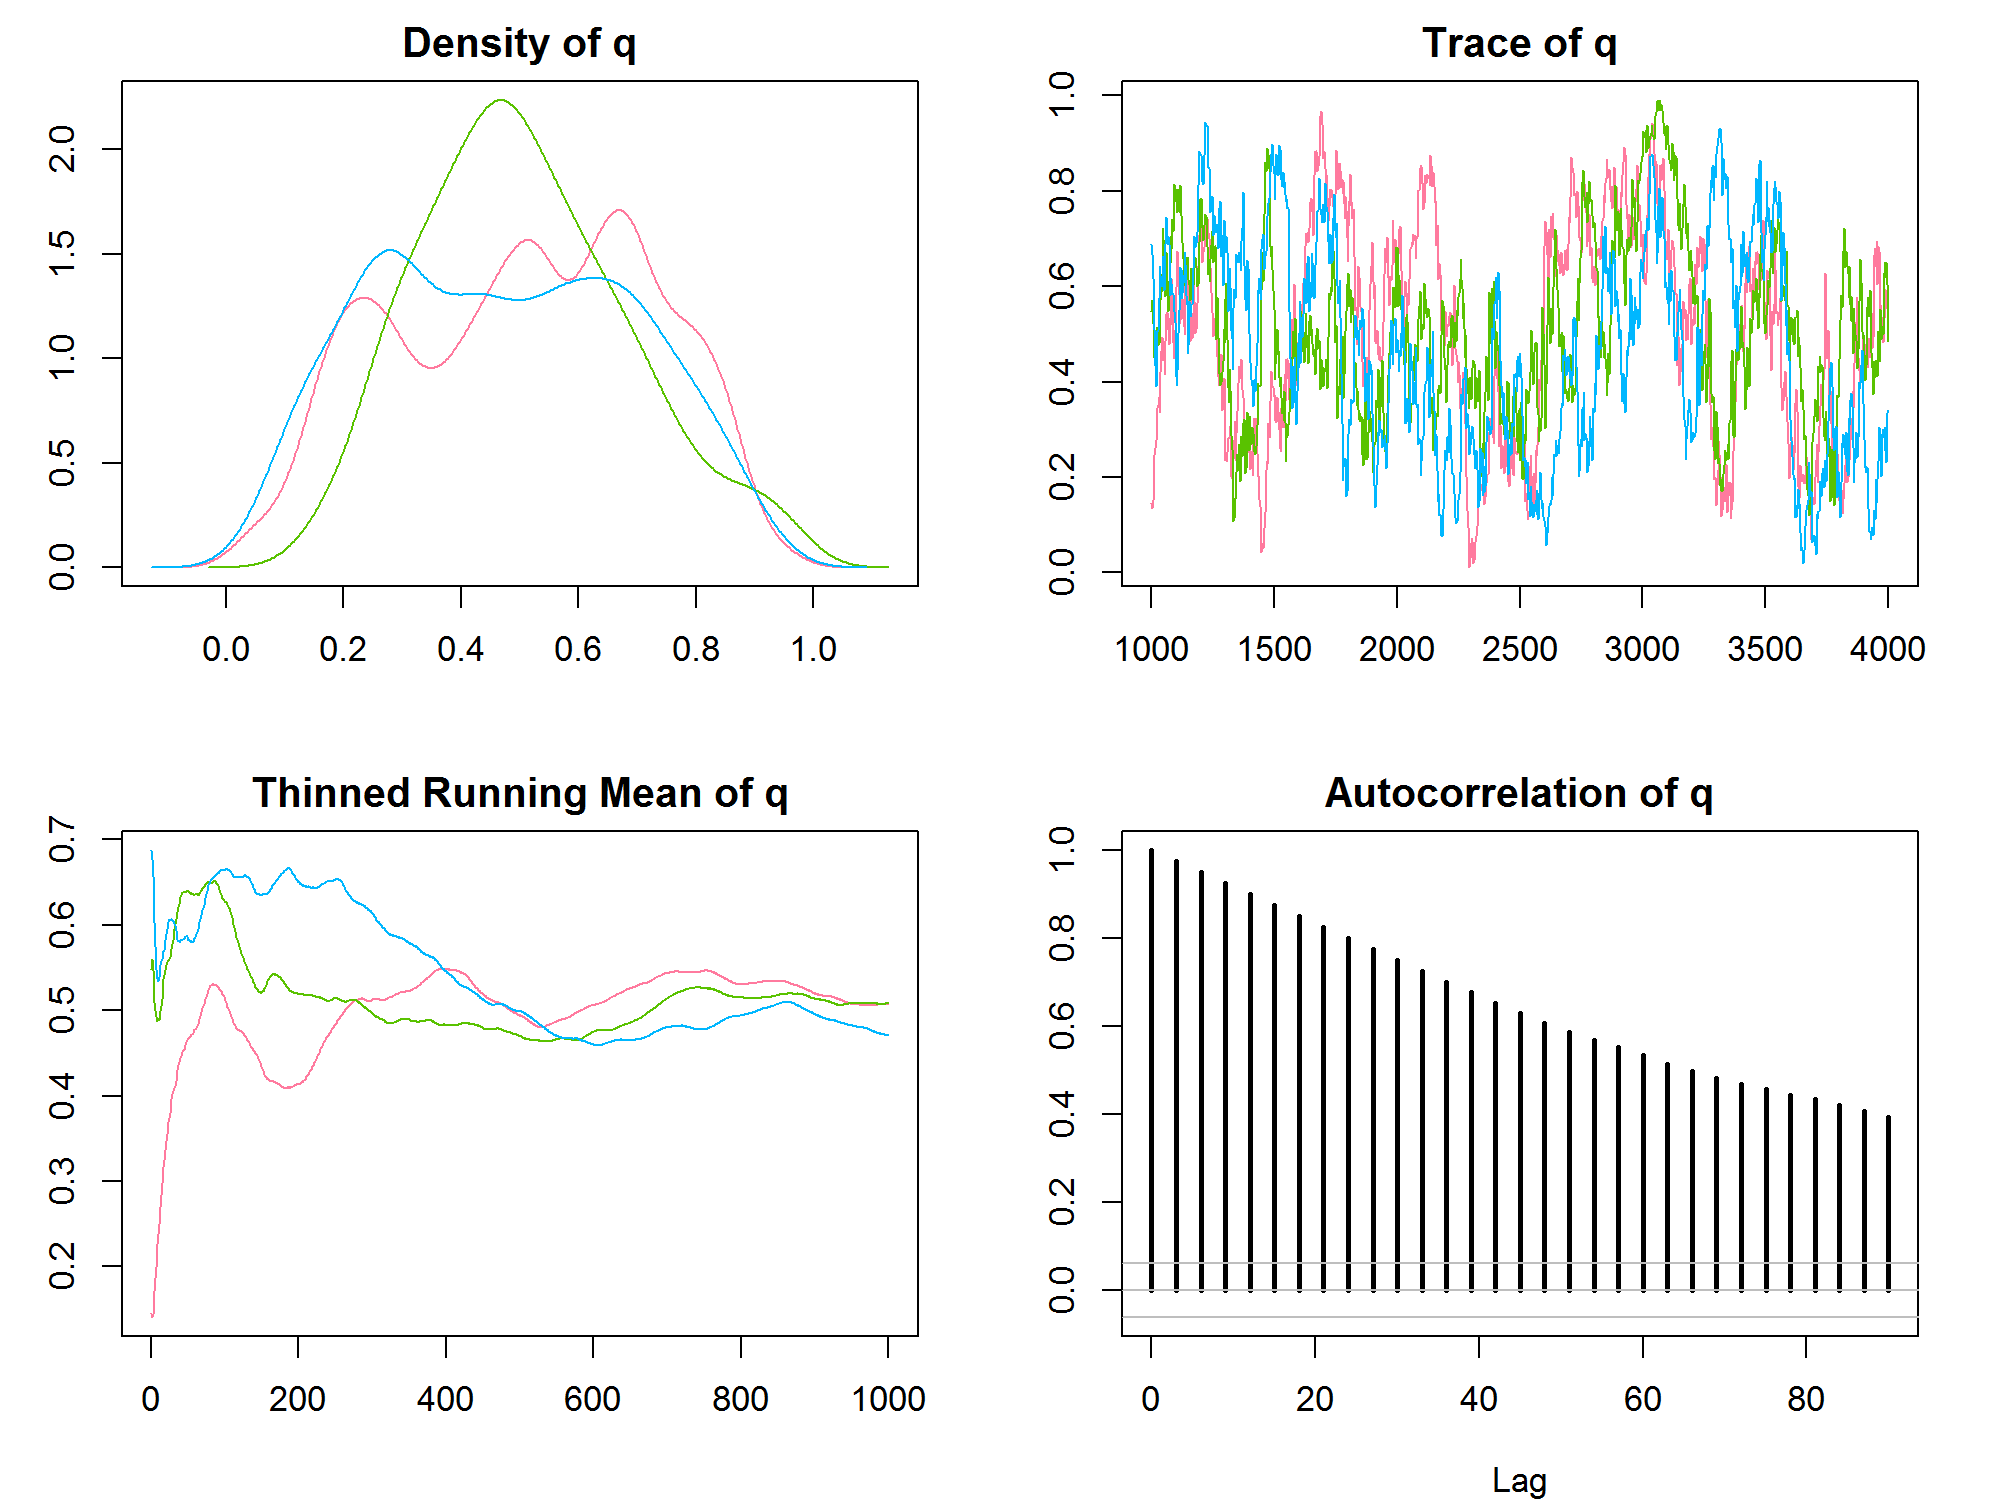 Density of q
0.0 0.5 1.0 1.5 2.0
0.0 0.2 0.4 0.6 0.8 1.0
Trace of q
0.0 0.2 0.4 0.6 0.8 1.0
1000 1500 2000 2500 3000 3500 4000
Thinned Running Mean of q
0.2 0.3 0.4 0.5 0.6 0.7
0 200 400 600 800 1000
Autocorrelation of q
0.0 0.2 0.4 0.6 0.8 1.0
0 20 40 60 80
Lag